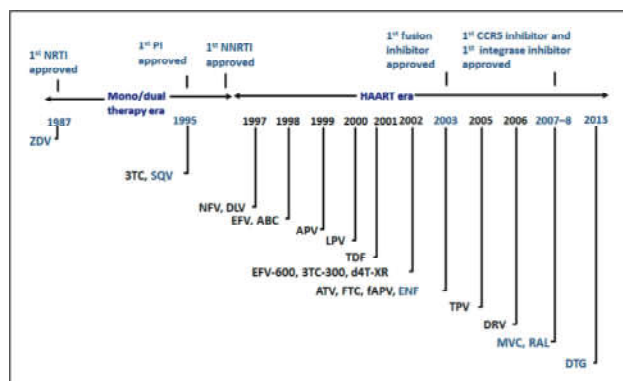 1st NRTI approved
1st PI approved
1st NNRTI approved
1st fusion inhibitor approved
1st CCR5 inhibitor and 1st integrase inhibitor approved
Mono/dual therapy era
HAART era
1987
1995
1997
1998
1999
2000
2001
2002
2003
2005
2006
2007–8
2013
ZDV
3TC, SQV
NFV, DLV
EFV. ABC
APV
LPV
TDF
EFV-600, 3TC-300, d4T-XR
ATV, FTC, fAPV, ENF
TPV
DRV
MVC, RAL
DTG